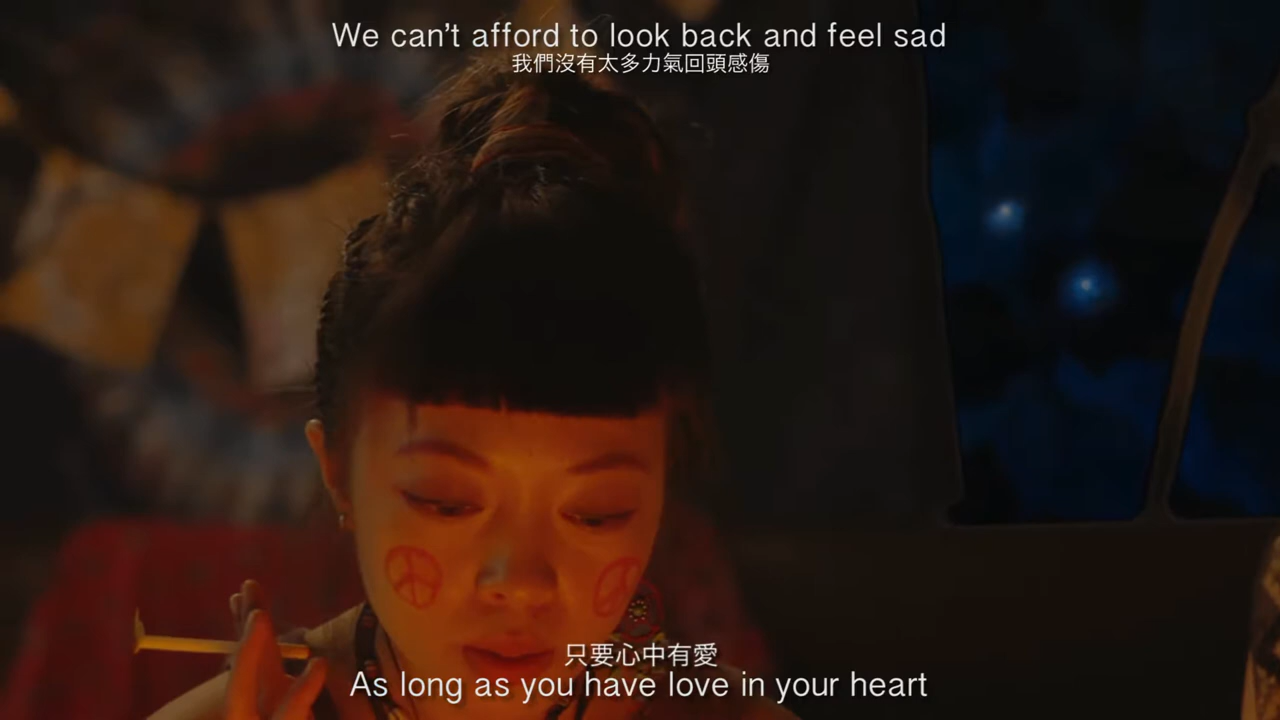 We can't afford to look back and feel sad
我們沒有太多力氣回頭感傷
只要心中有愛
As long as you have love in your heart